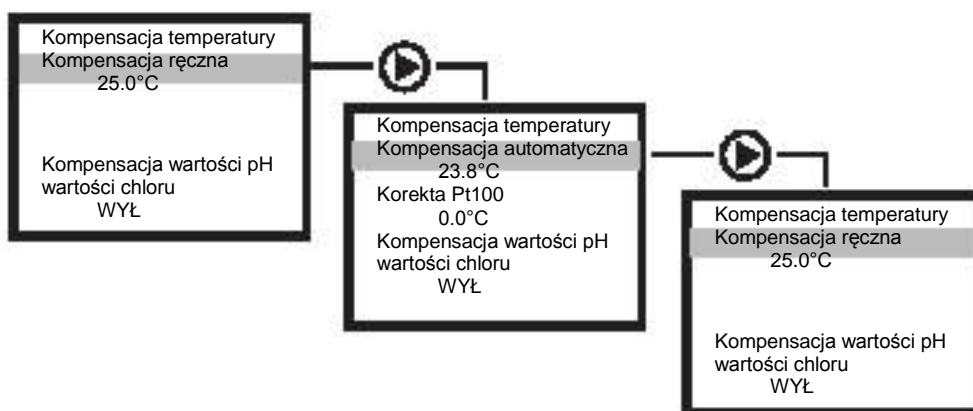 Kompensacja temperatury
Kompensacja ręczna
25.0°C
Kompensacja wartości pH
wartości chloru
WYŁ
Kompensacja temperatury
Kompensacja automatyczna
23.8°C
Korekta Pt100
0.0°C
Kompensacja wartości pH
wartości chloru
WYŁ
Kompensacja temperatury
Kompensacja ręczna
25.0°C
Kompensacja wartości pH
wartości chloru
WYŁ